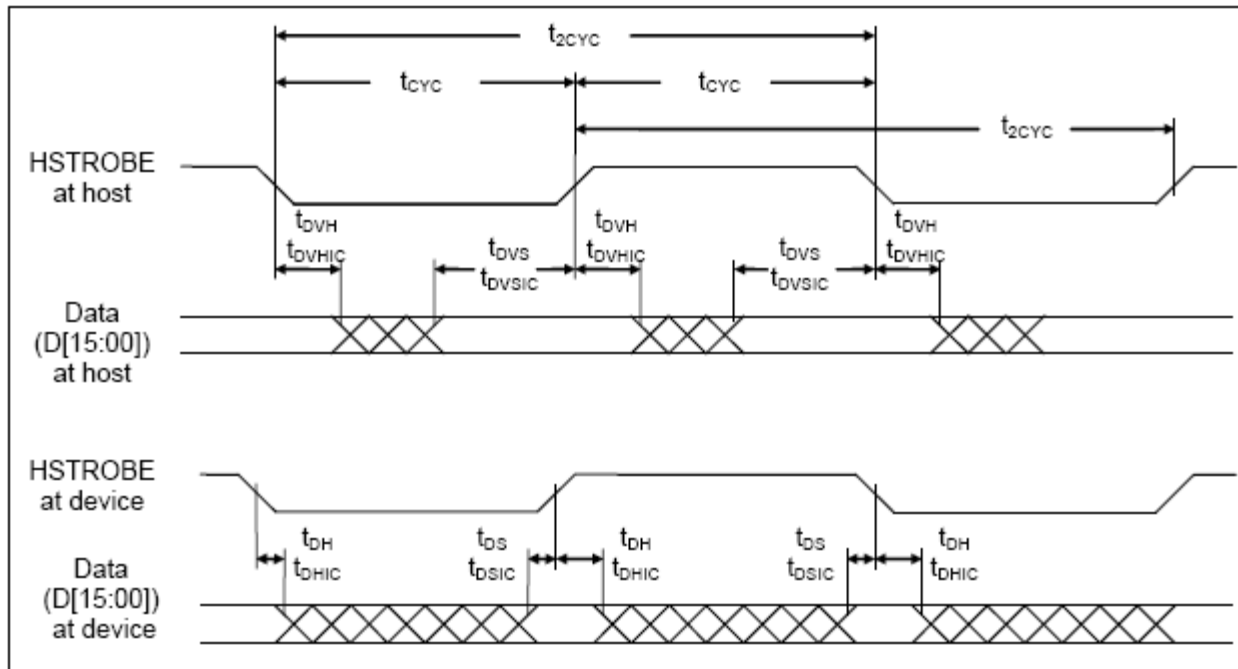 t2CYC
tCYC
tCYC
t2CYC
HSTROBE
at host
tDVH
tDVHIC
tDVS
tDVSIC
tDVH
tDVHIC
tDVS
tDVSIC
tDVH
tDVHIC
Data
(D[15:00])
at host
HSTROBE
at device
tDH
tDHIC
tDS
tDSIC
tDH
tDHIC
tDS
tDSIC
tDH
tDHIC
Data
(D[15:00])
at device